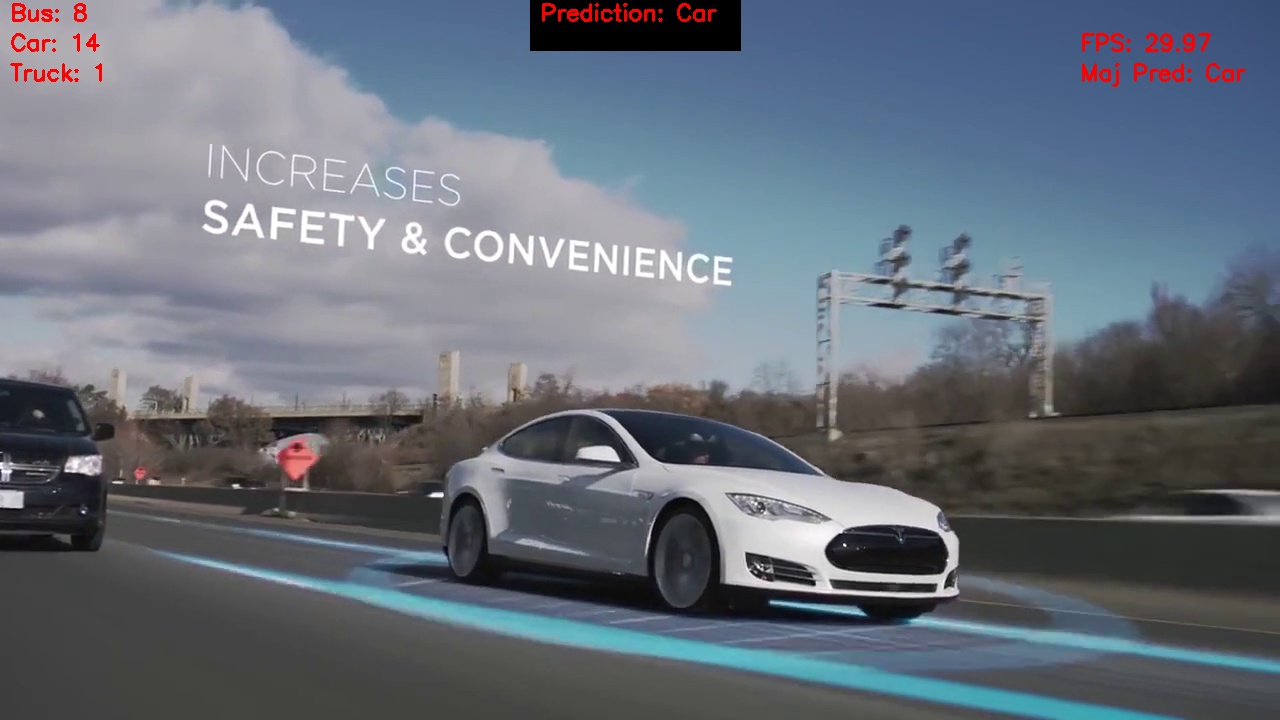 Bus: 8
Car: 14
Truck: 1
Prediction: Car
FPS: 29.97
Maj Pred: Car
INCREASES
SAFETY & CONVENIENCE